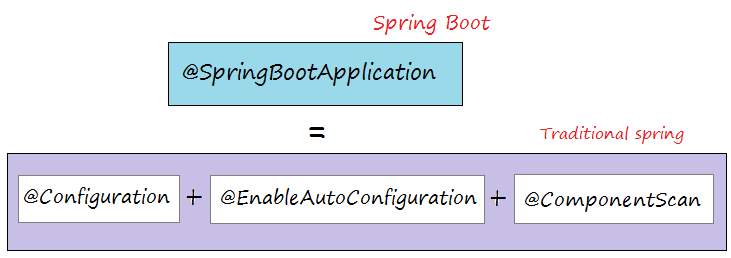 Spring Boot
@SpringBootApplication
=
Traditional spring
@Configuration + @EnableAutoConfiguration + @ComponentScan